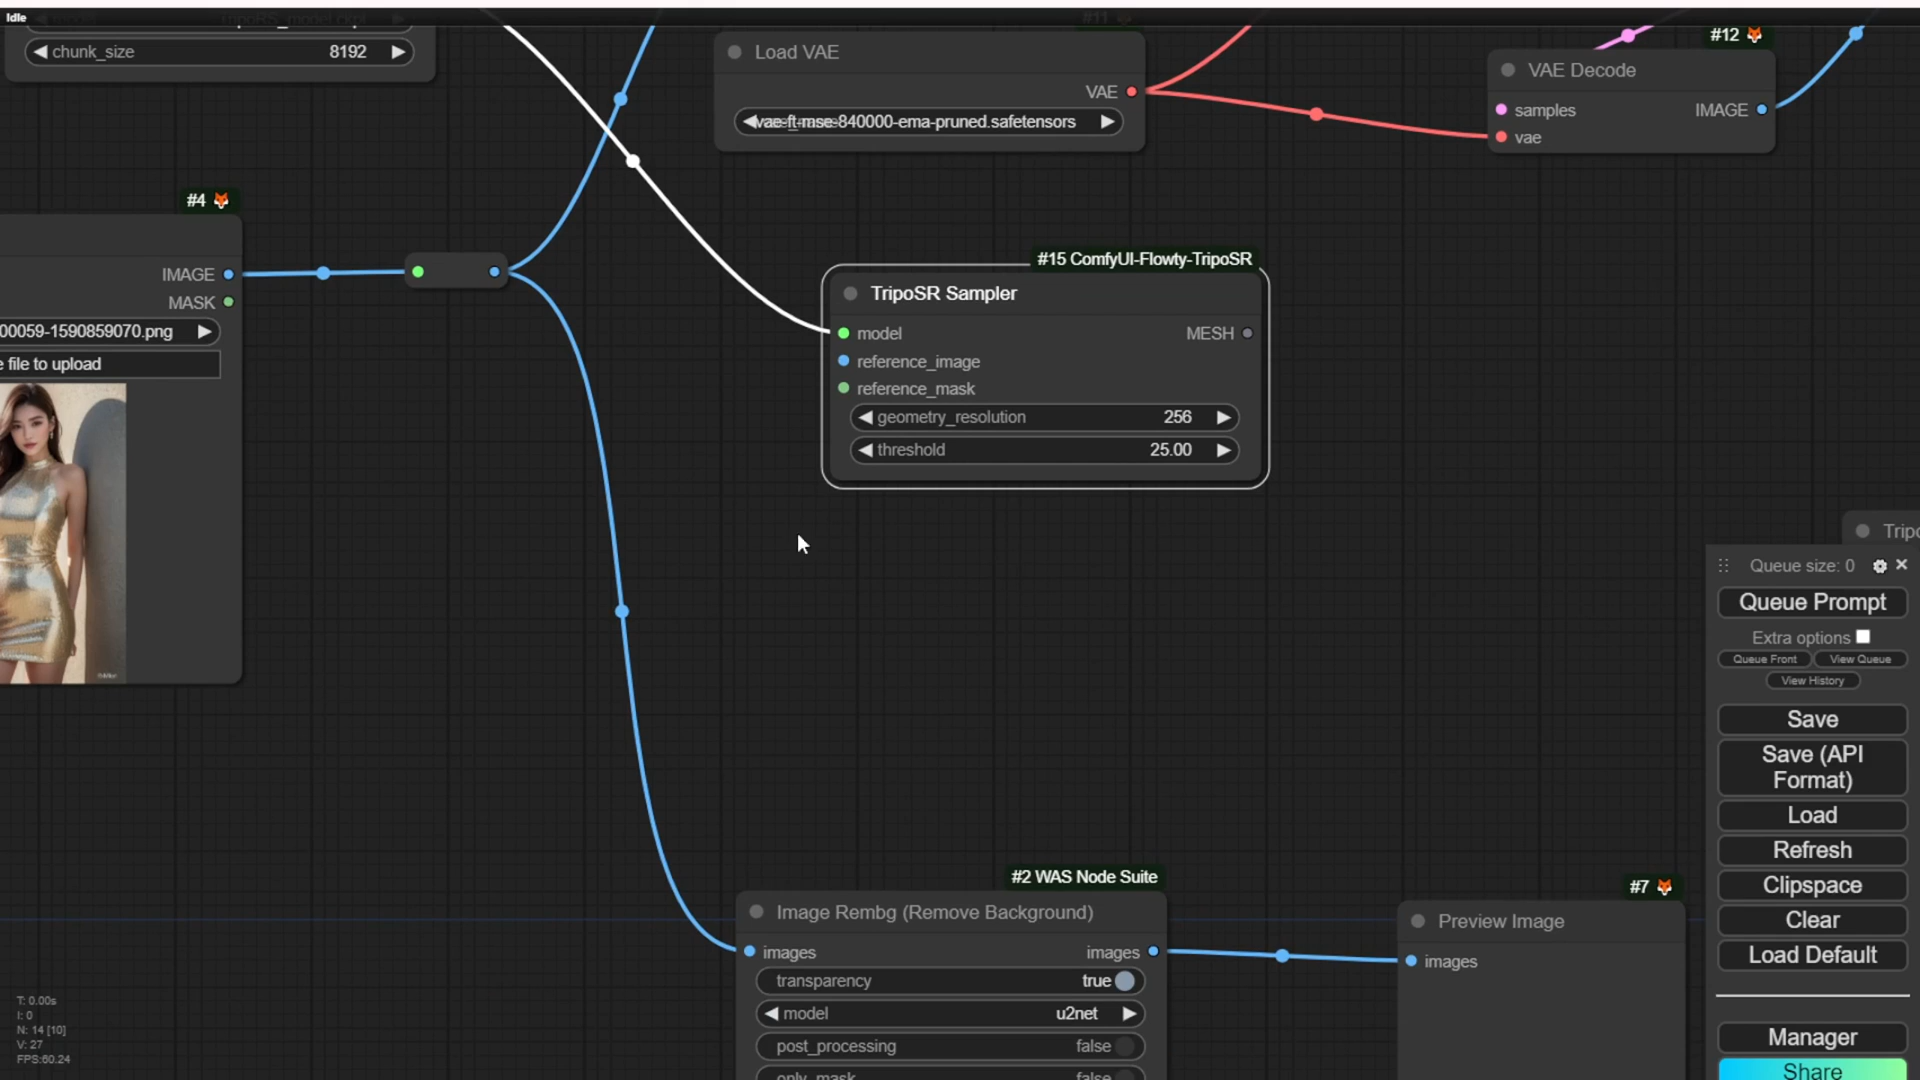 Idle
TripoRS_model.ckpt
chunk_size 8192
#11
Load VAE
VAE
840000-ema-pruned.safetensors
#12
VAE Decode
samples IMAGE
vae
#4
IMAGE
MASK
00059-1590859070.png
e file to upload
#15 ComfyUI-Flowty-TripoSR
TripoSR Sampler
model MESH
reference_image
reference_mask
geometry_resolution 256
threshold 25.00
Tripo
Queue size: 0
Queue Prompt
Extra options
Queue Front View Queue
View History
Save
Save (API
Format)
Load
Refresh
Clipspace
Clear
Load Default
Manager
Share
#2 WAS Node Suite
Image Rembg (Remove Background)
images images
transparency true
model u2net
post_processing false
only_mask false
#7
Preview Image
images
T: 0.00s
I: 0
N: 14 [10]
V: 27
FPS:60.24